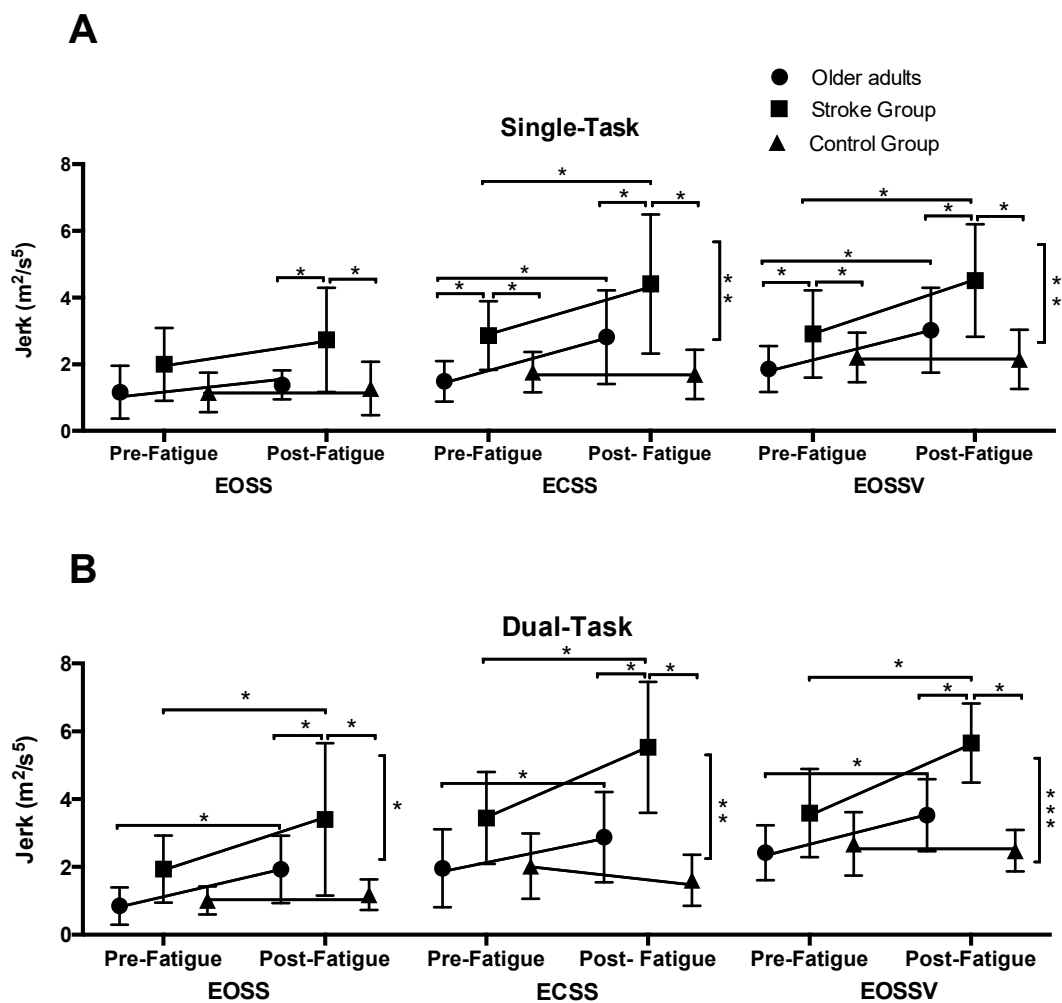 A
Older adults
Stroke Group
Control Group
Single-Task
8
6
4
2
0
Jerk (m²/s⁵)
* * * * * * * * * * * * * * * *
Pre-Fatigue Post-Fatigue Pre-Fatigue Post- Fatigue Pre-Fatigue Post-Fatigue
EOSS ECSS EOSSV
B
Dual-Task
8
6
4
2
0
Jerk (m²/s⁵)
* * * * * * * * * * * * * * * * * *
Pre-Fatigue Post-Fatigue Pre-Fatigue Post- Fatigue Pre-Fatigue Post-Fatigue
EOSS ECSS EOSSV